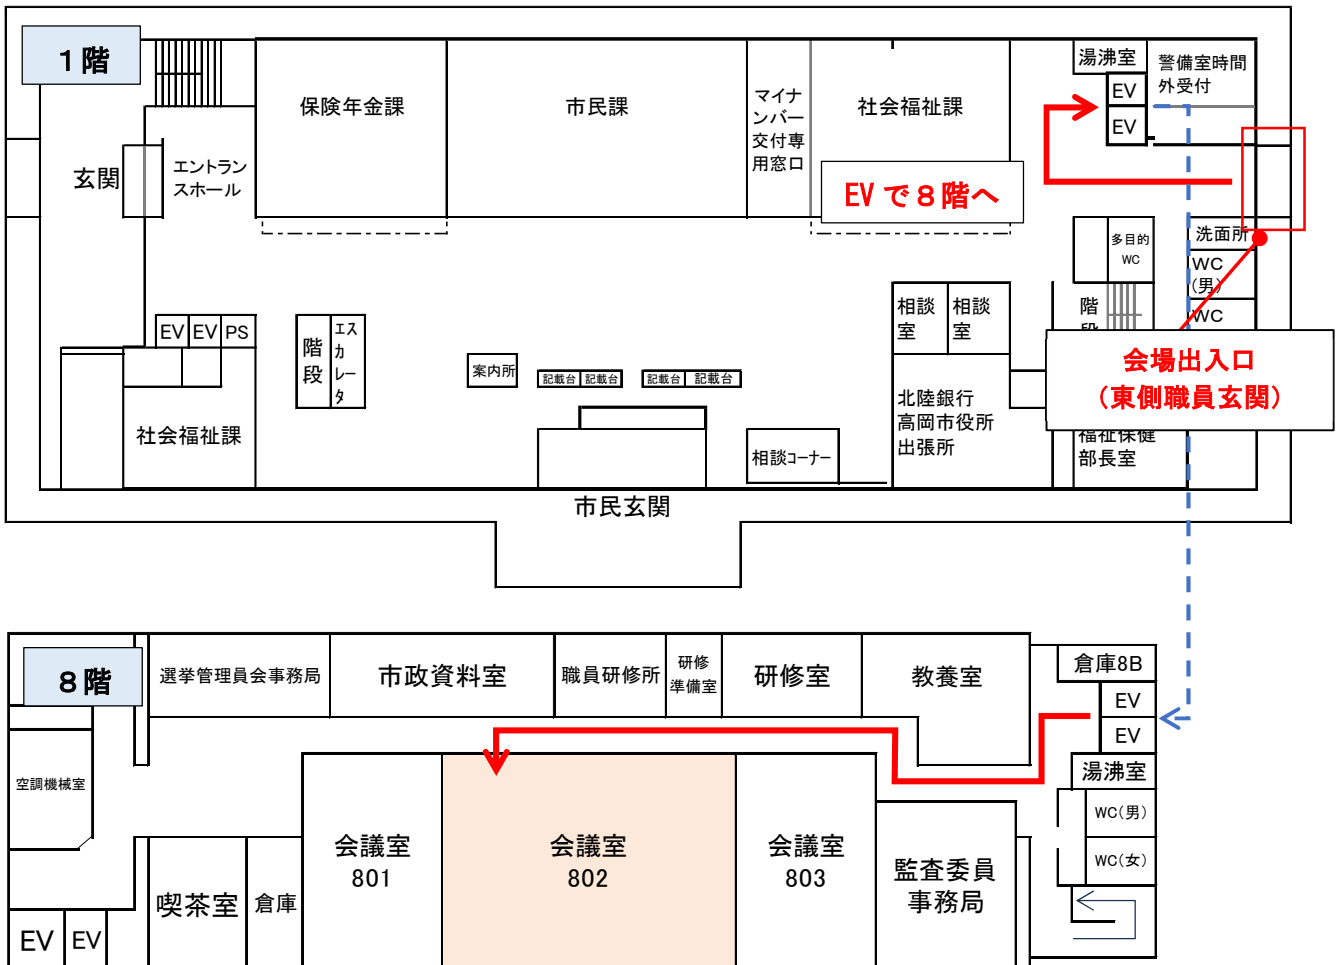 １階
保険年金課
市民課
マイナ
ンバー
交付専
用窓口
社会福祉課
湯沸室
EV
EV
警備室時間
外受付
玄関
エントラン
スホール
EVで８階へ
多目的
WC
洗面所
WC
(男)
WC
階
段
EV
EV
PS
階
段
エス
カ
レー
タ
案内所
記載台
記載台
記載台
記載台
相談
室
相談
室
会場出入口
（東側職員玄関）
社会福祉課
北陸銀行
高岡市役所
出張所
相談コーナー
福祉保健
部長室
市民玄関
８階
選挙管理員会事務局
市政資料室
職員研修所
研修
準備室
研修室
教養室
倉庫8B
EV
EV
空調機械室
湯沸室
WC(男)
WC(女)
会議室
801
会議室
802
会議室
803
監査委員
事務局
喫茶室
倉庫
EV
EV